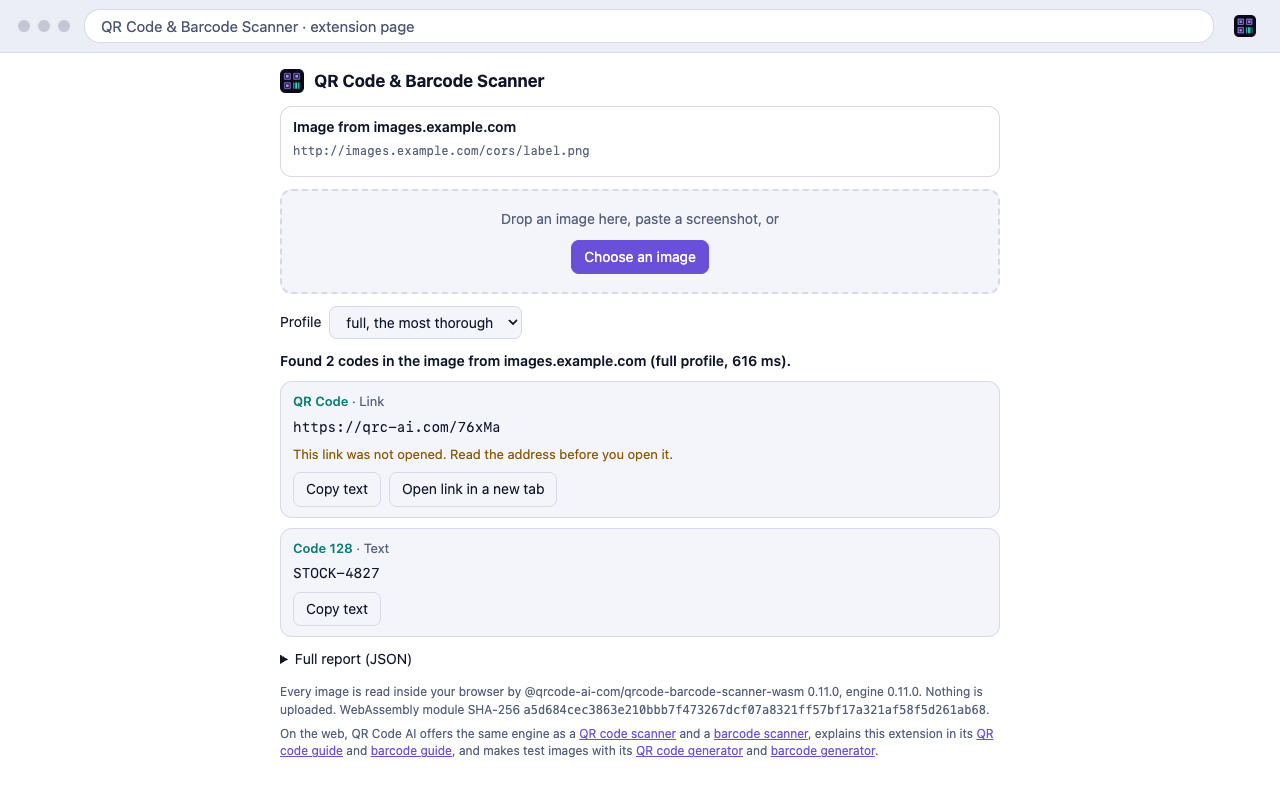 QR Code & Barcode Scanner · extension page
QR Code & Barcode Scanner
Image from images.example.com
http://images.example.com/cors/label.png
Drop an image here, paste a screenshot, or
Choose an image
Profile full, the most thorough
Found 2 codes in the image from images.example.com (full profile, 616 ms).
QR Code · Link
https://qrc-ai.com/76xMa
This link was not opened. Read the address before you open it.
Copy text Open link in a new tab
Code 128 · Text
STOCK-4827
Copy text
Full report (JSON)
Every image is read inside your browser by @qrcode-ai-com/qrcode-barcode-scanner-wasm 0.11.0, engine 0.11.0. Nothing is
uploaded. WebAssembly module SHA-256 a5d684cec3863e210bbb7f473267dcf07a8321ff57bf17a321af58f5d261ab68.
On the web, QR Code AI offers the same engine as a QR code scanner and a barcode scanner, explains this extension in its QR
code guide and barcode guide, and makes test images with its QR code generator and barcode generator.